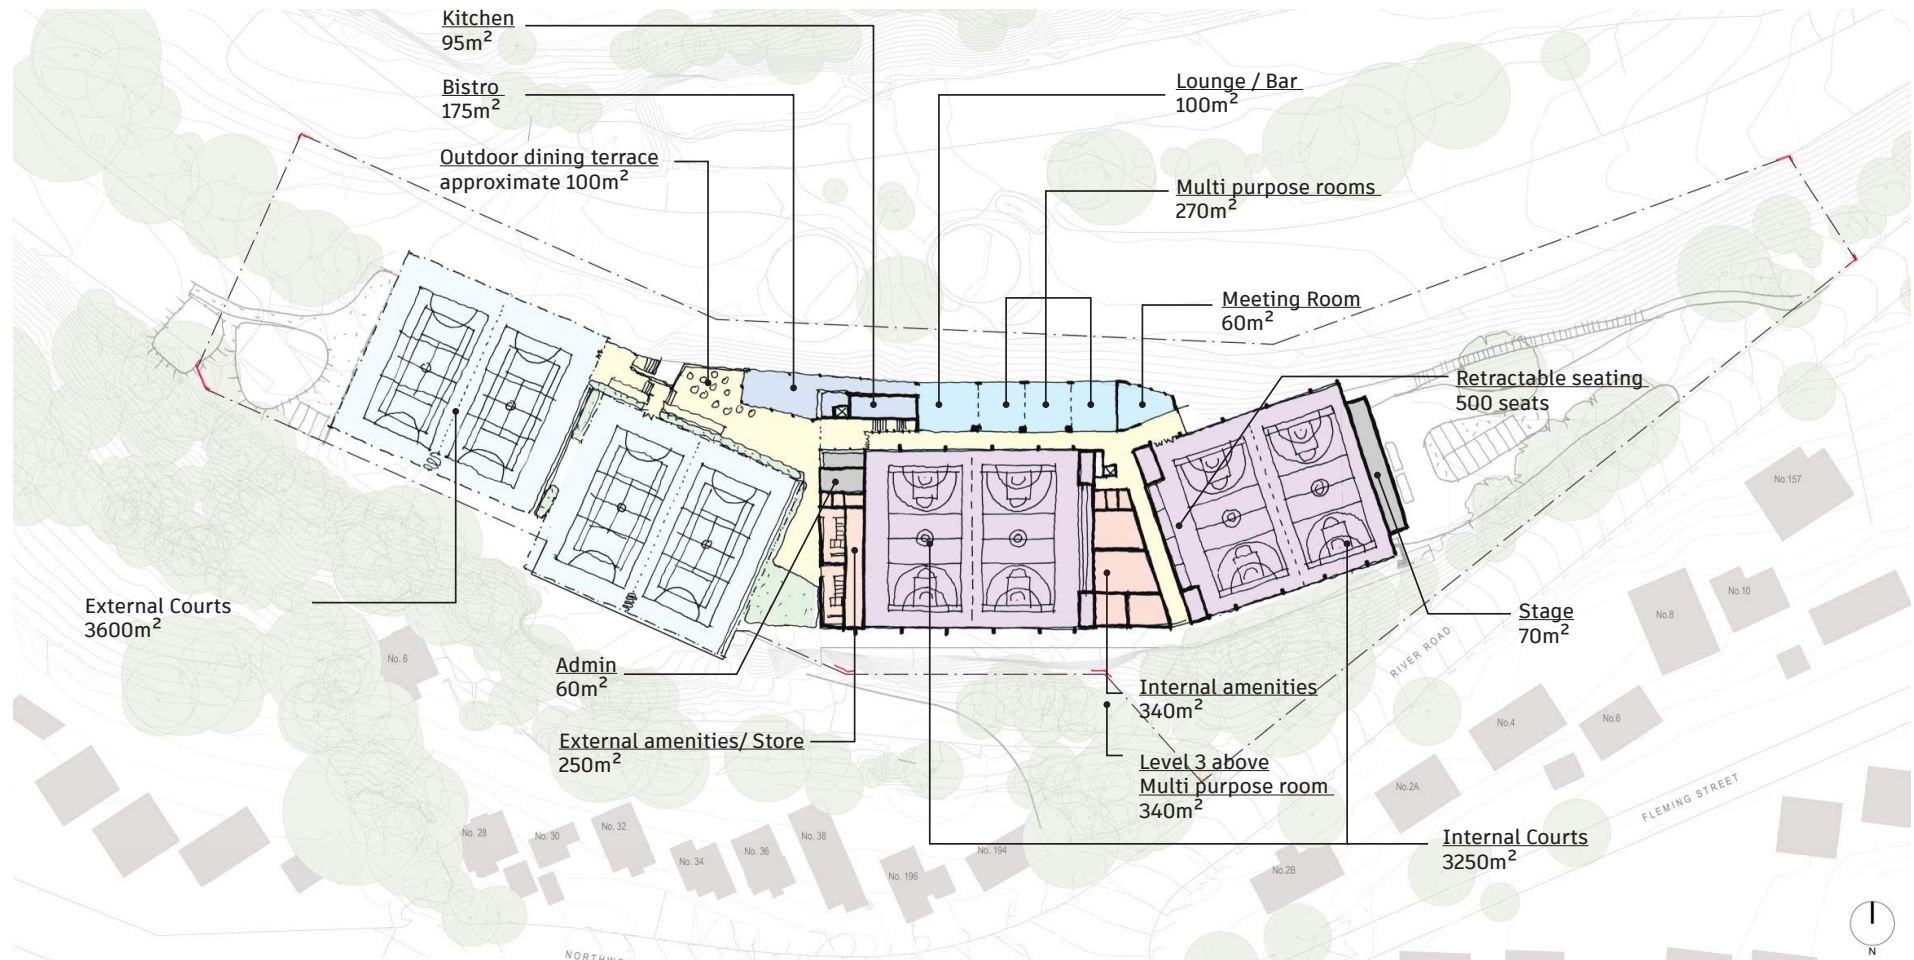 Kitchen
95m²
Bistro
175m²
Outdoor dining terrace
approximate 100m²
Lounge / Bar
100m²
Multi purpose rooms
270m²
Meeting Room
60m²
Retractable seating
500 seats
External Courts
3600m²
Admin
60m²
External amenities/ Store
250m²
Internal amenities
340m²
Level 3 above
Multi purpose room
340m²
Stage
70m²
Internal Courts
3250m²
No.157
No.8
No.10
RIVER ROAD
No.4
No.6
No.2A
FLEMING STREET
No.2B
No. 6
No. 28
No. 30
No. 32
No. 34
No. 36
No. 38
No. 196
No. 194
N